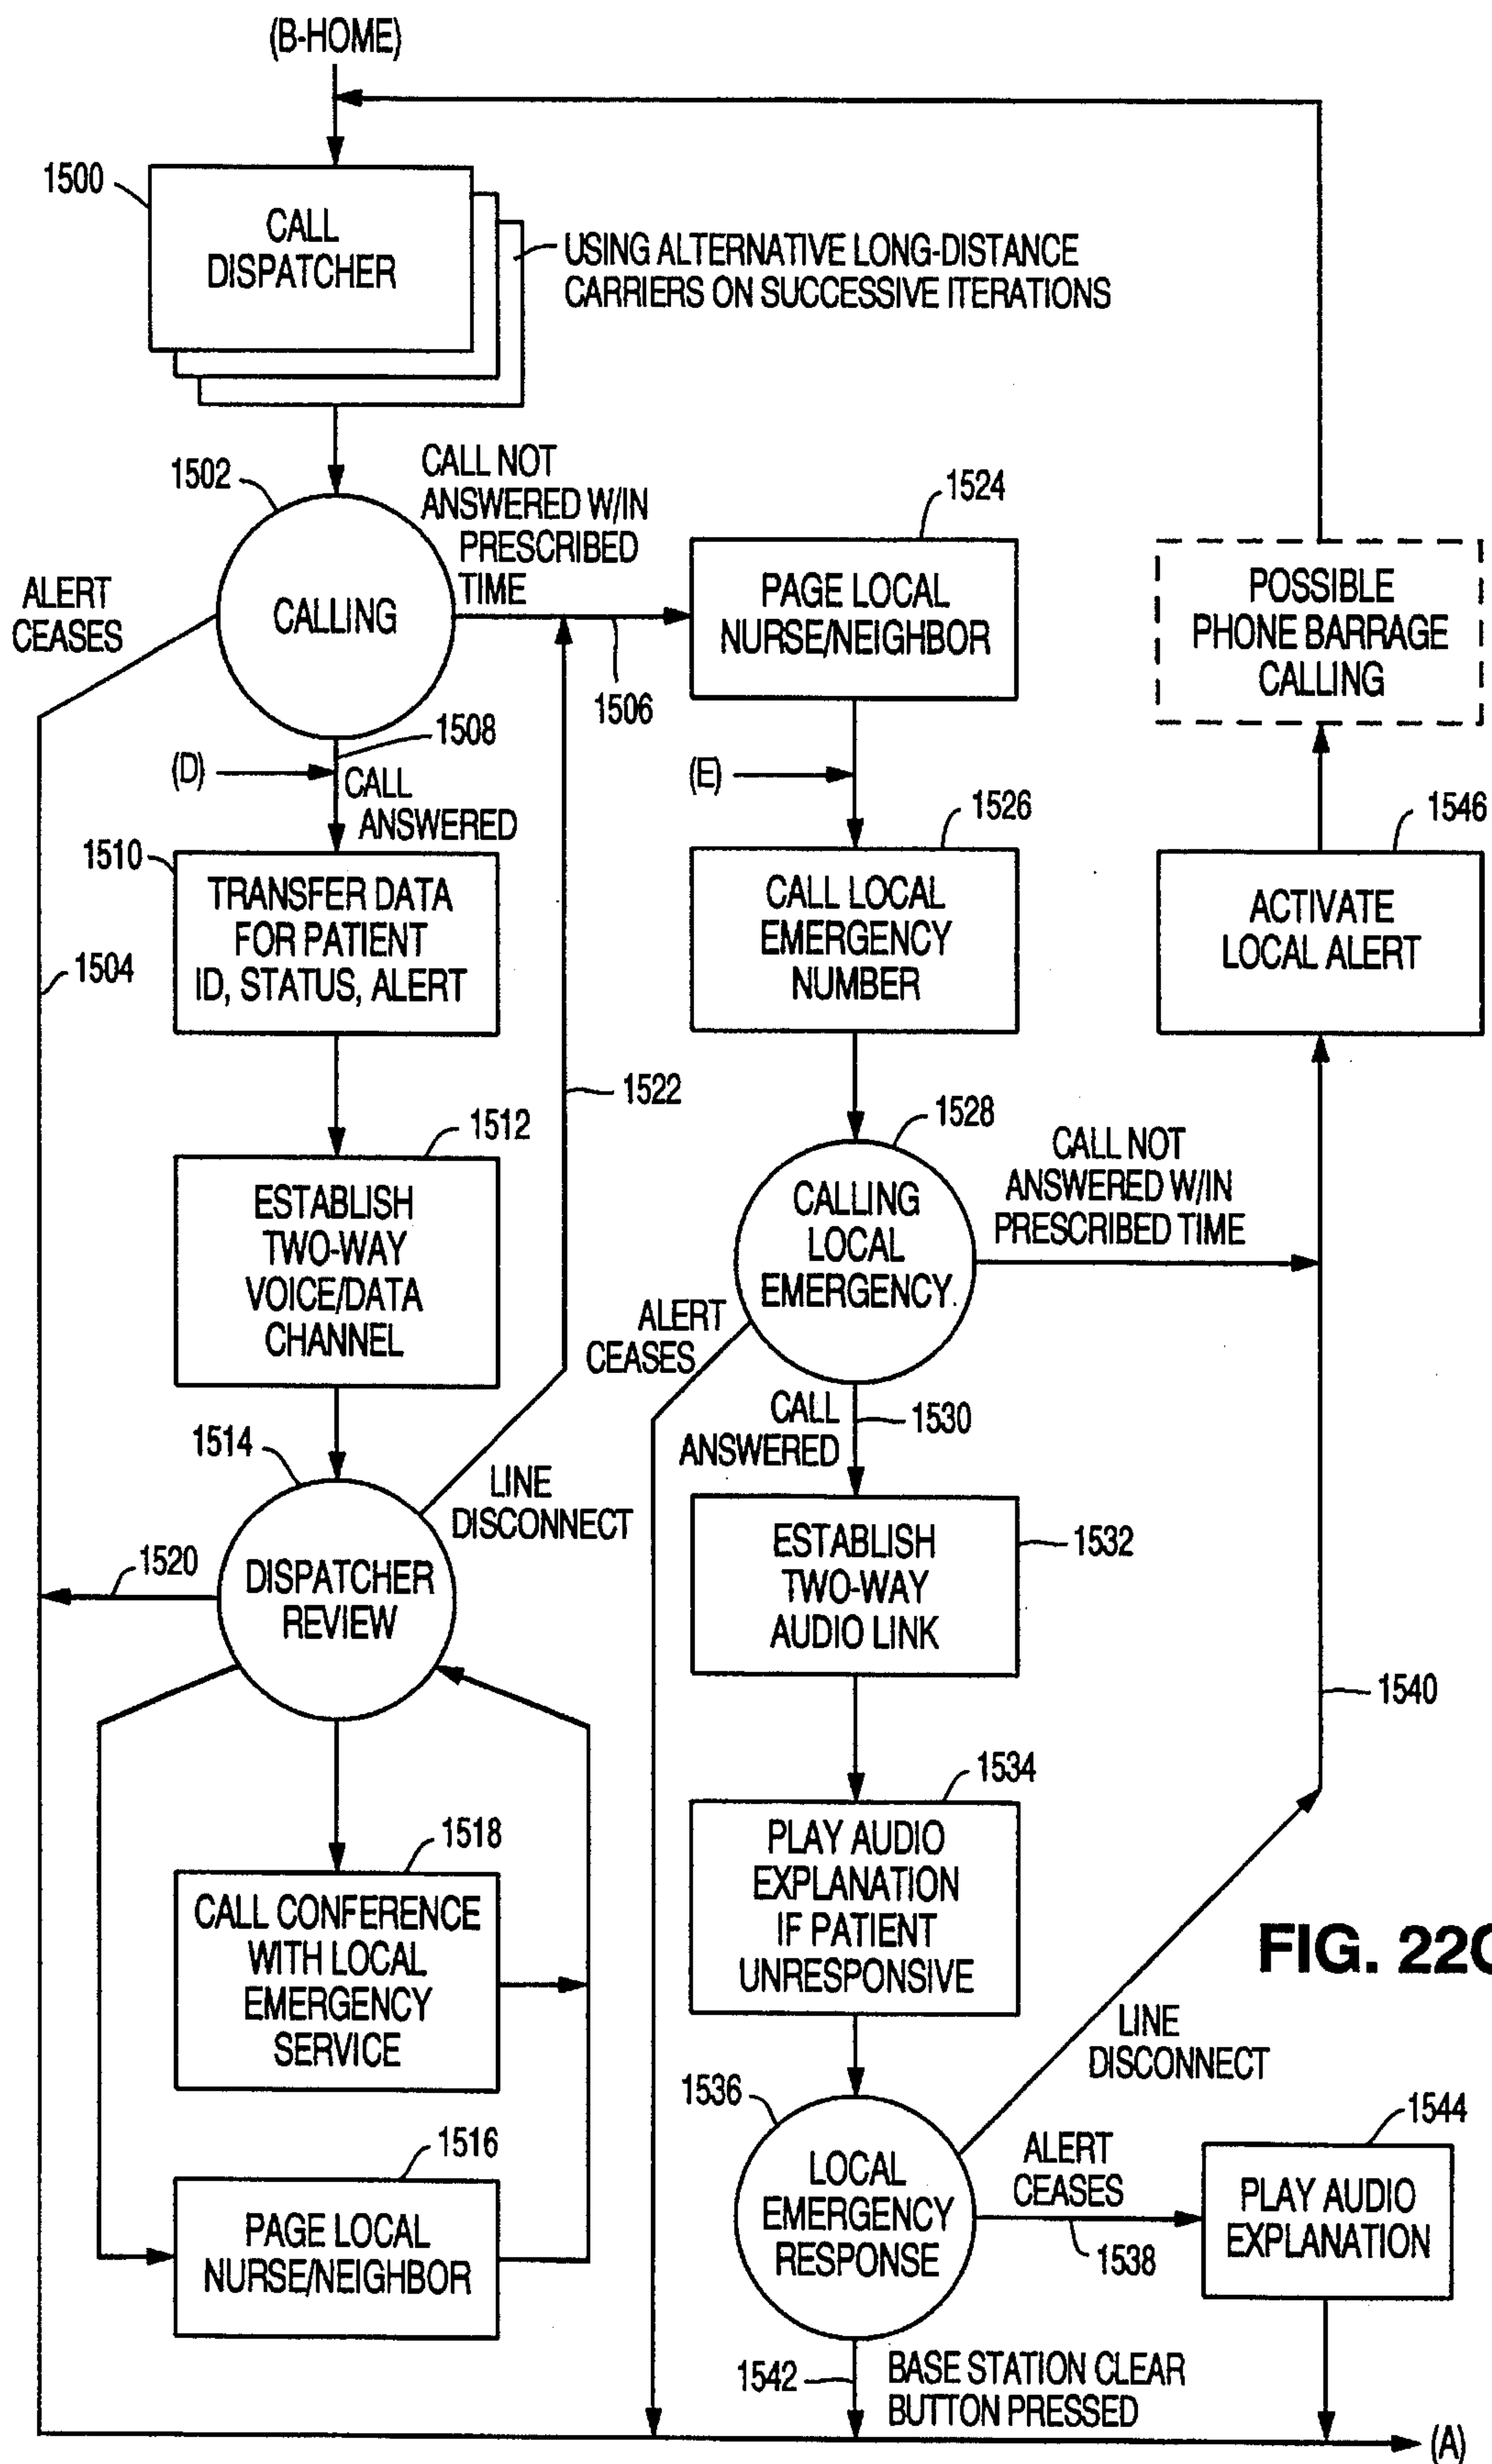 (B-HOME)
1500
CALL
DISPATCHER
USING ALTERNATIVE LONG-DISTANCE
CARRIERS ON SUCCESSIVE ITERATIONS
1502
CALL NOT
ANSWERED W/IN
PRESCRIBED
TIME
1524
ALERT
CEASES
CALLING
PAGE LOCAL
NURSE/NEIGHBOR
POSSIBLE
PHONE BARRAGE
CALLING
1506
1508
(D)
CALL
ANSWERED
(E)
1526
1546
1510
TRANSFER DATA
FOR PATIENT
ID, STATUS, ALERT
CALL LOCAL
EMERGENCY
NUMBER
ACTIVATE
LOCAL ALERT
1504
1522
1512
1528
ESTABLISH
TWO-WAY
VOICE/DATA
CHANNEL
CALLING
LOCAL
EMERGENCY
CALL NOT
ANSWERED W/IN
PRESCRIBED TIME
ALERT
CEASES
CALL
ANSWERED
1530
1514
LINE
DISCONNECT
1520
DISPATCHER
REVIEW
ESTABLISH
TWO-WAY
AUDIO LINK
1532
1540
1534
PLAY AUDIO
EXPLANATION
IF PATIENT
UNRESPONSIVE
1518
CALL CONFERENCE
WITH LOCAL
EMERGENCY
SERVICE
FIG. 22C
LINE
DISCONNECT
1536
1544
1516
PAGE LOCAL
NURSE/NEIGHBOR
LOCAL
EMERGENCY
RESPONSE
ALERT
CEASES
1538
PLAY AUDIO
EXPLANATION
1542
BASE STATION CLEAR
BUTTON PRESSED
(A)